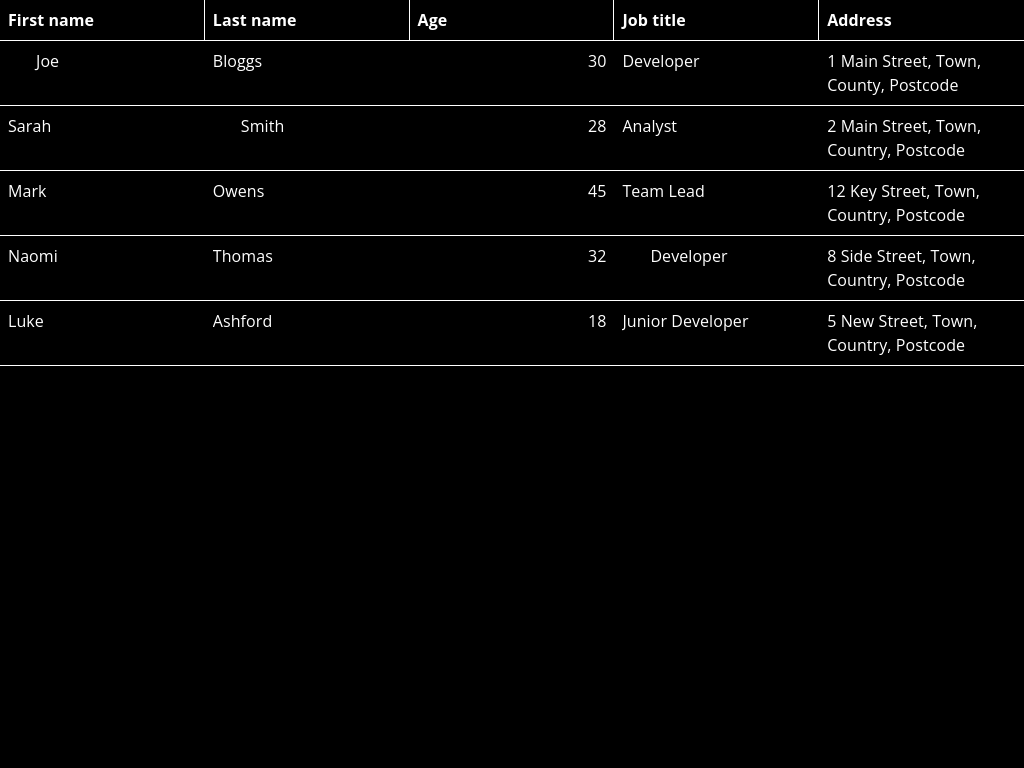 First name Last name Age Job title Address
Joe Bloggs 30 Developer 1 Main Street, Town,
County, Postcode
Sarah Smith 28 Analyst 2 Main Street, Town,
Country, Postcode
Mark Owens 45 Team Lead 12 Key Street, Town,
Country, Postcode
Naomi Thomas 32 Developer 8 Side Street, Town,
Country, Postcode
Luke Ashford 18 Junior Developer 5 New Street, Town,
Country, Postcode